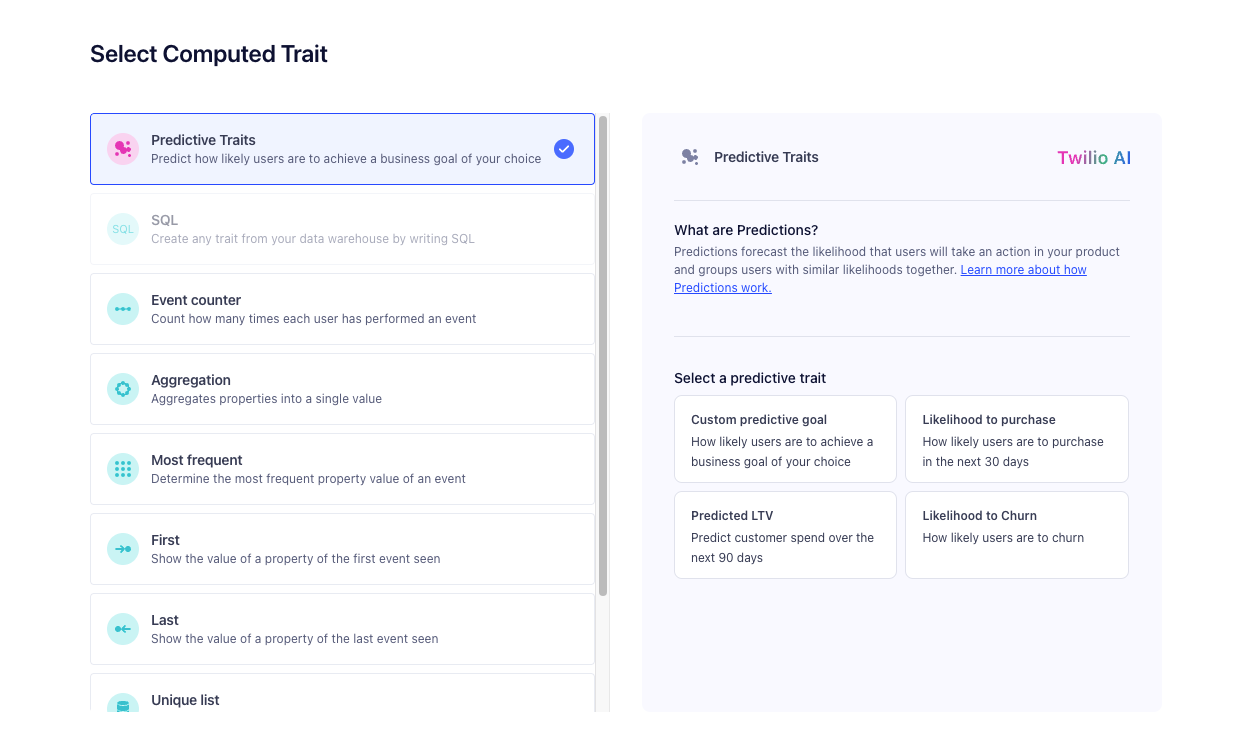 Select Computed Trait
Predictive Traits
Predict how likely users are to achieve a business goal of your choice
SQL
SQL
Create any trait from your data warehouse by writing SQL
Event counter
Count how many times each user has performed an event
Aggregation
Aggregates properties into a single value
Most frequent
Determine the most frequent property value of an event
First
Show the value of a property of the first event seen
Last
Show the value of a property of the last event seen
Unique list
Predictive Traits
Twilio AI
What are Predictions?
Predictions forecast the likelihood that users will take an action in your product
and groups users with similar likelihoods together. Learn more about how
Predictions work.
Select a predictive trait
Custom predictive goal
How likely users are to achieve a
business goal of your choice
Likelihood to purchase
How likely users are to purchase
in the next 30 days
Predicted LTV
Predict customer spend over the
next 90 days
Likelihood to Churn
How likely users are to churn